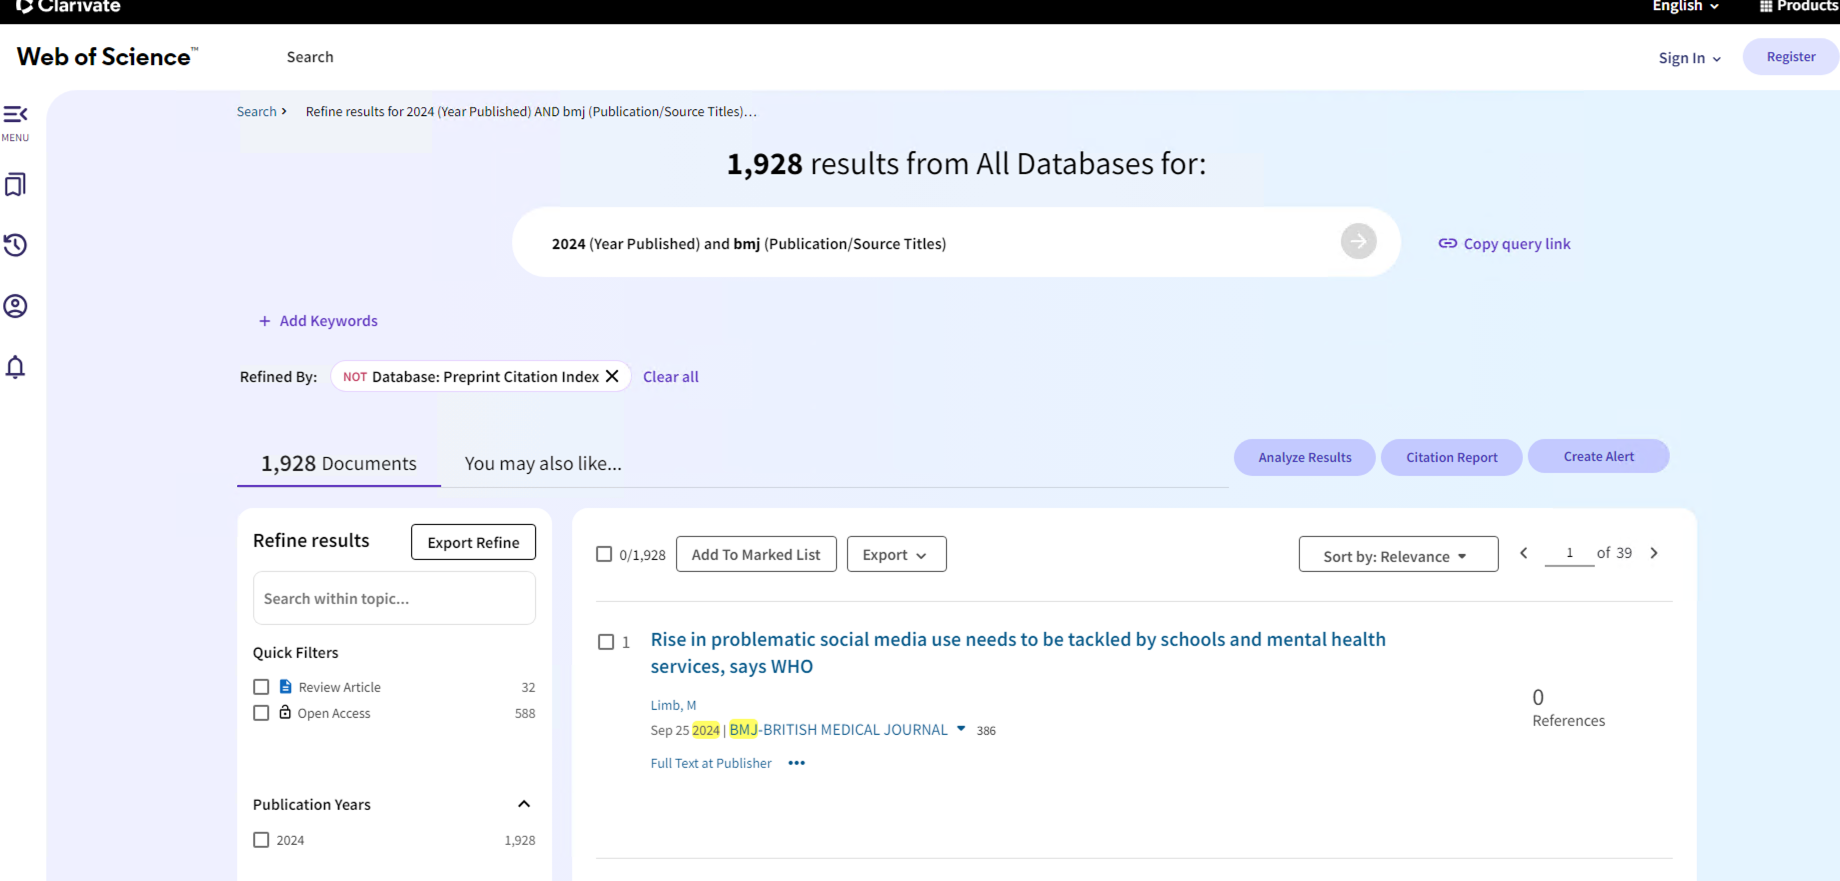 Clarivate
English
Products
Web of Science™
Search
Sign In
Register
MENU
Search > Refine results for 2024 (Year Published) AND bmj (Publication/Source Titles)…
1,928 results from All Databases for:
2024 (Year Published) and bmj (Publication/Source Titles)
Copy query link
+ Add Keywords
Refined By: NOT Database: Preprint Citation Index Clear all
1,928 Documents
You may also like...
Analyze Results
Citation Report
Create Alert
Refine results
Export Refine
Search within topic...
Quick Filters
Review Article 32
Open Access 588
Publication Years
2024 1,928
0/1,928
Add To Marked List
Export
Sort by: Relevance
1 of 39
1
Rise in problematic social media use needs to be tackled by schools and mental health
services, says WHO
Limb, M
Sep 25 2024 | BMJ-BRITISH MEDICAL JOURNAL 386
Full Text at Publisher •••
0
References